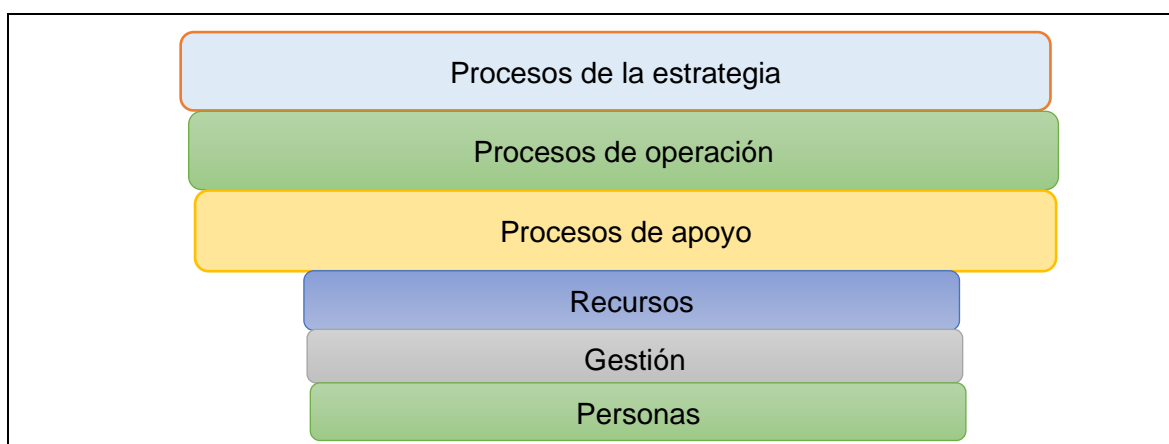 Procesos de la estrategia
Procesos de operación
Procesos de apoyo
Recursos
Gestión
Personas